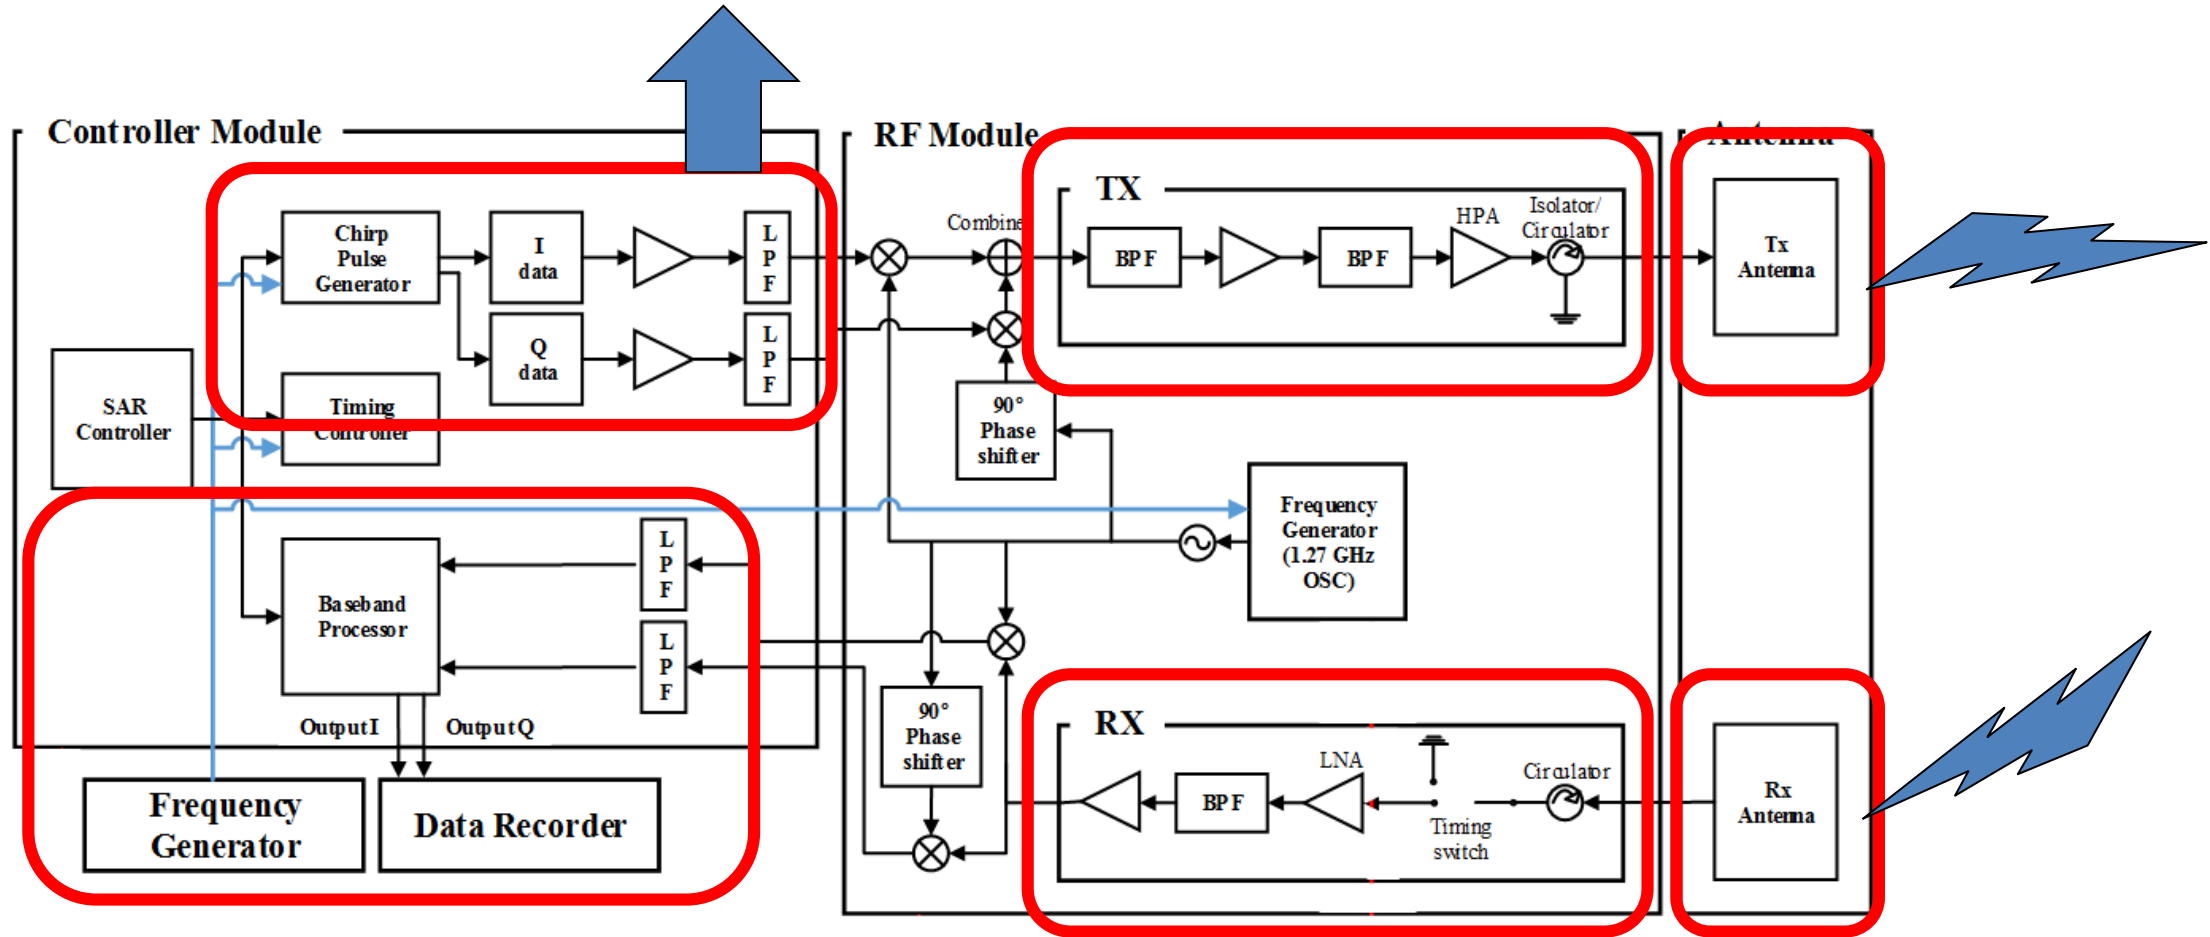 Controller Module
RF Module
Antenna
TX
Chirp
Pulse
Generator
I
data
L
P
F
Combine
BPF
BPF
HPA
Isolator/
Circulator
Tx
Antenna
Q
data
L
P
F
SAR
Controller
Timing
Controller
90°
Phase
shifter
Frequency
Generator
(1.27 GHz
OSC)
L
P
F
Baseband
Processor
L
P
F
Output I
Output Q
90°
Phase
shifter
RX
LNA
BPF
Timing
switch
Circulator
Rx
Antenna
Frequency
Generator
Data Recorder